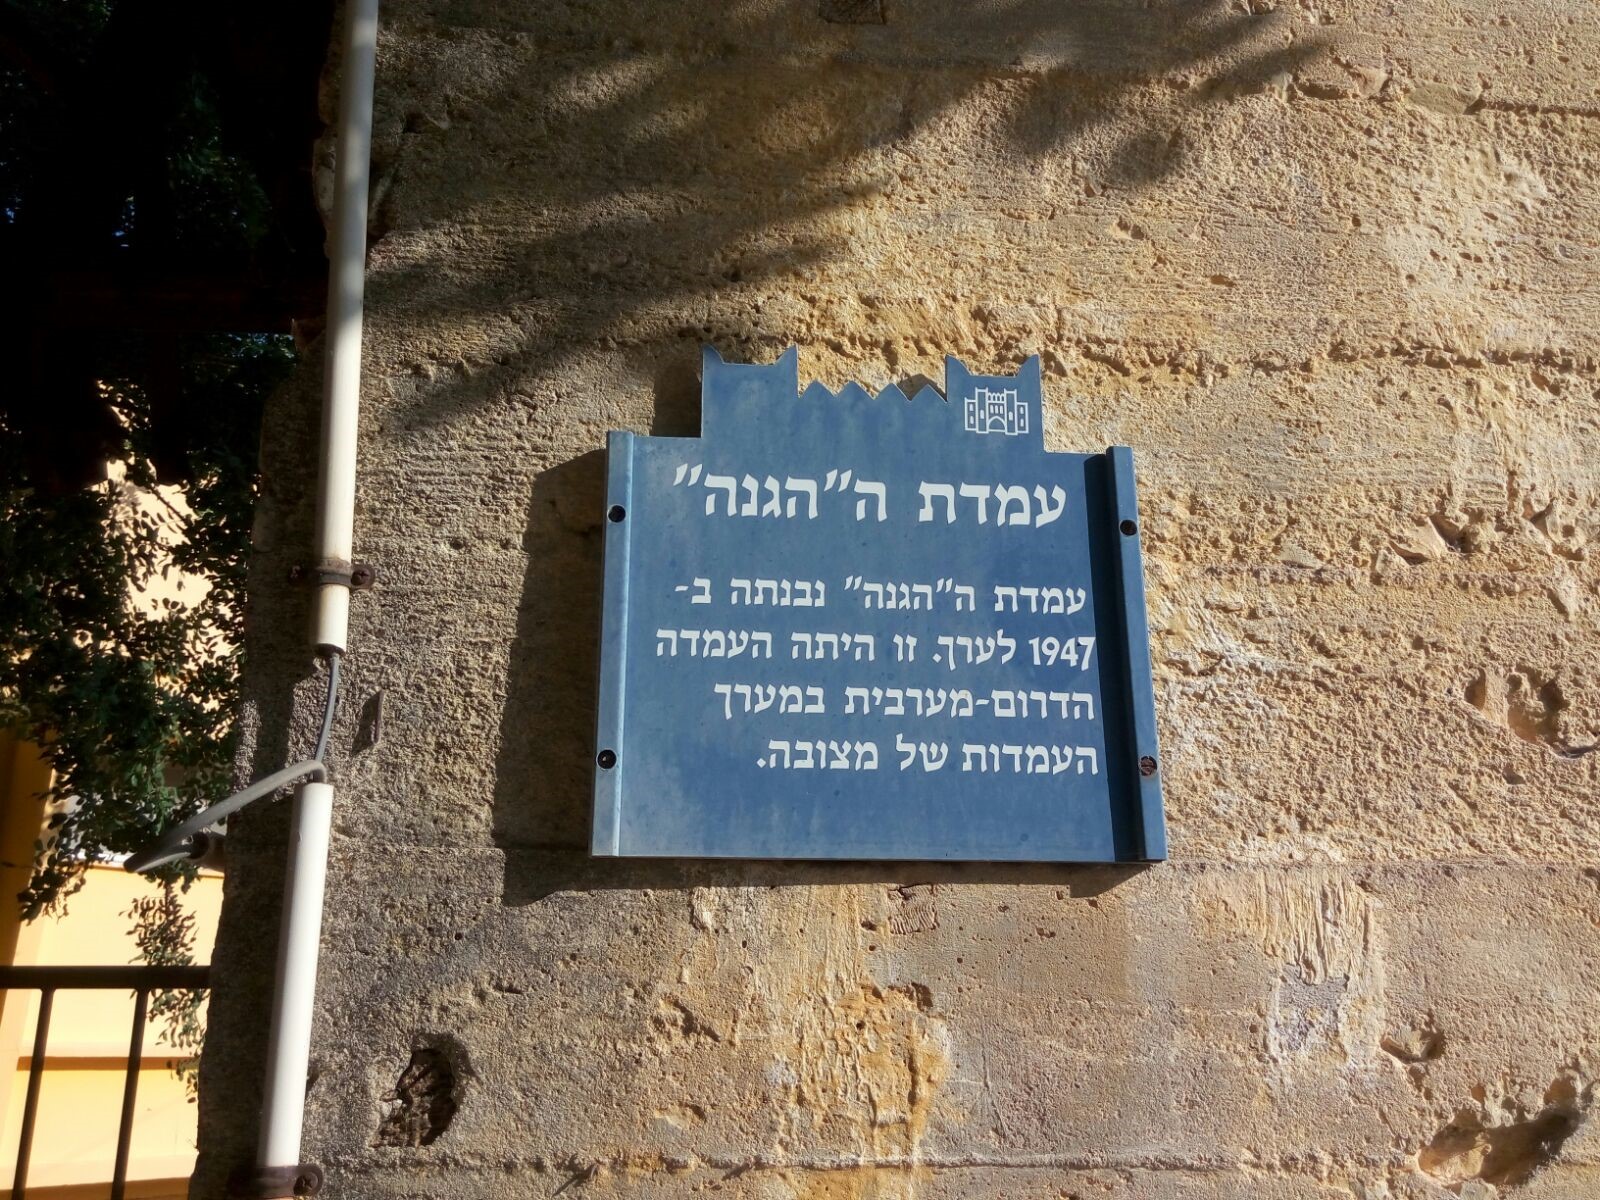 עמדת ה"הגנה"
עמדת ה"הגנה" נבנתה ב-
1947 לערך. זו היתה העמדה
הדרום-מערבית במערך
העמדות של מצובה.